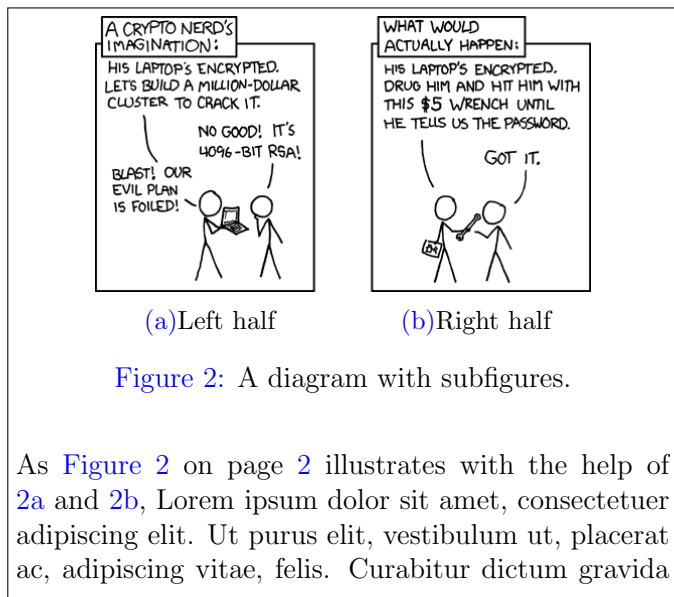 A CRYPTO NERD'S
IMAGINATION:
HIS LAPTOP'S ENCRYPTED.
LET'S BUILD A MILLION-DOLLAR
CLUSTER TO CRACK IT.
NO GOOD! IT'S
4096-BIT RSA!
BLAST! OUR
EVIL PLAN
IS FOILED!
WHAT WOULD
ACTUALLY HAPPEN:
HIS LAPTOP'S ENCRYPTED.
DRUG HIM AND HIT HIM WITH
THIS $5 WRENCH UNTIL
HE TELLS US THE PASSWORD.
GOT IT.
(a)Left half
(b)Right half
Figure 2: A diagram with subfigures.
As Figure 2 on page 2 illustrates with the help of
2a and 2b, Lorem ipsum dolor sit amet, consectetuer
adipiscing elit. Ut purus elit, vestibulum ut, placerat
ac, adipiscing vitae, felis. Curabitur dictum gravida